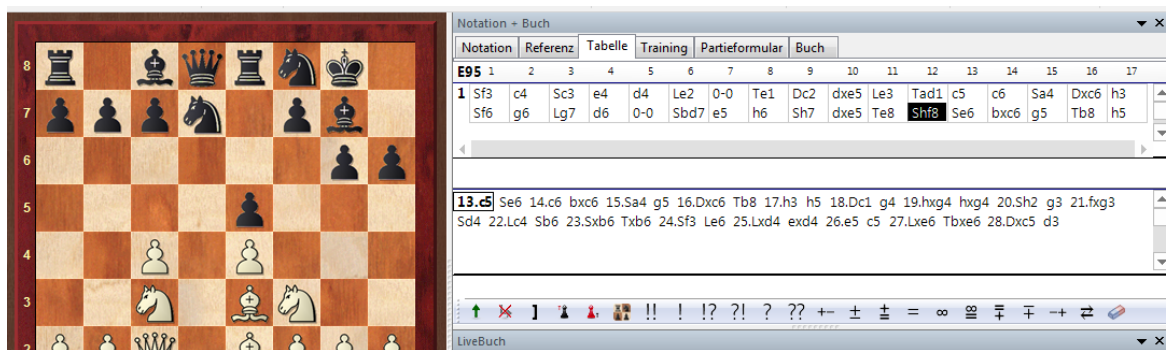 Notation + Buch
Notation Referenz Tabelle Training Partieformular Buch
E95 1 2 3 4 5 6 7 8 9 10 11 12 13 14 15 16 17
1 Sf3 c4 Sc3 e4 d4 Le2 0-0 Te1 Dc2 dxe5 Le3 Tad1 c5 c6 Sa4 Dxc6 h3
Sf6 g6 Lg7 d6 0-0 Sbd7 e5 h6 Sh7 dxe5 Te8 Shf8 Se6 bxc6 g5 Tb8 h5
13.c5 Se6 14.c6 bxc6 15.Sa4 g5 16.Dxc6 Tb8 17.h3 h5 18.Dc1 g4 19.hxg4 hxg4 20.Sh2 g3 21.fxg3
Sd4 22.Lc4 Sb6 23.Sxb6 Txb6 24.Sf3 Le6 25.Lxd4 exd4 26.e5 c5 27.Lxe6 Tbxe6 28.Dxc5 d3
] !! ! !? ?! ? ?? +− ± ⩲ = ∞ ⯹ ⩱ ∓ −+ ⇄
LiveBuch
8
7
6
5
4
3
2